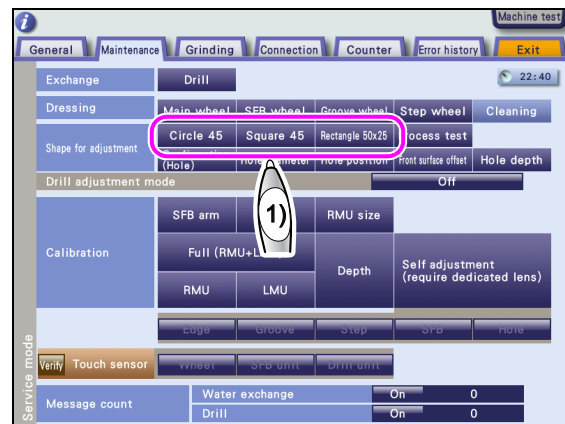 Machine test
General Maintenance Grinding Connection Counter Error history Exit
Exchange Drill 22:40
Dressing Main wheel SFB wheel Groove wheel Step wheel Cleaning
Shape for adjustment Circle 45 Square 45 Rectangle 50x25 Process test
(Hole) Hole diameter Hole position Front surface offset Hole depth
Drill adjustment mode Off
1)
SFB arm RMU size
Calibration Full (RMU+L Depth Self adjustment
(require dedicated lens)
RMU LMU
Edge Groove Step SFB Hole
Verify Touch sensor Wheel SFB unit Drill unit
Service mode
Message count Water exchange On 0
Drill On 0